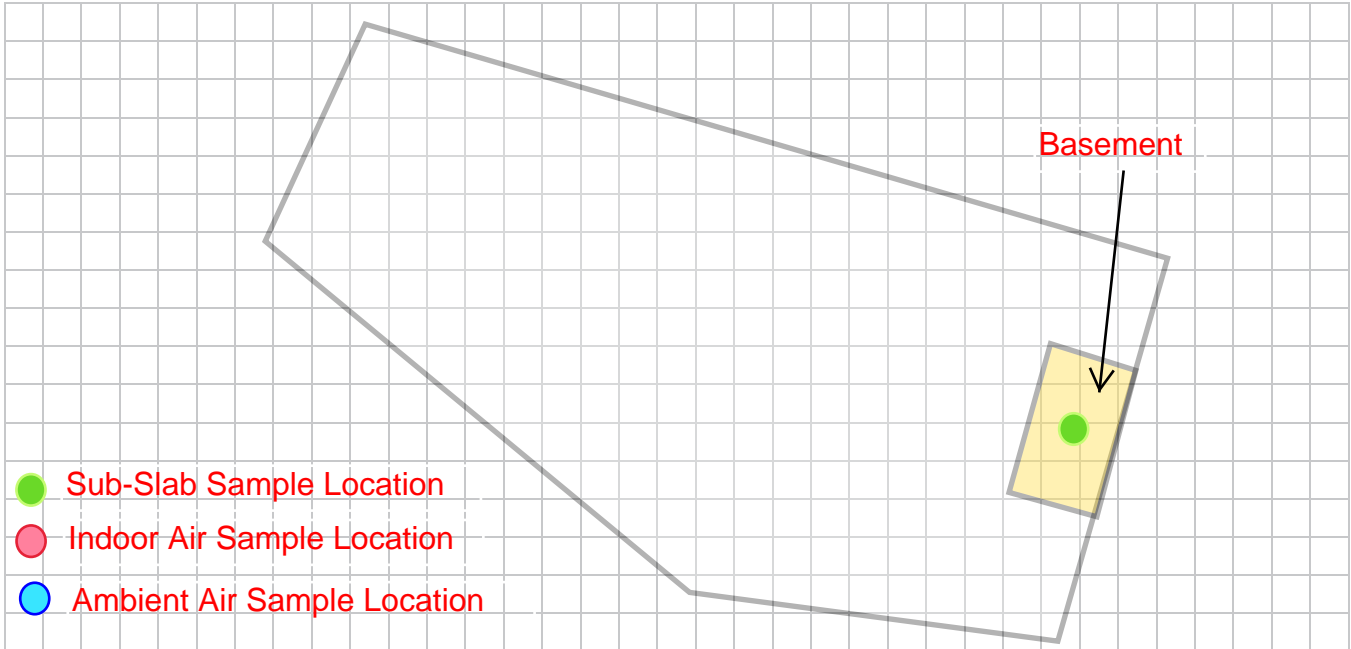 Basement
Sub-Slab Sample Location
Indoor Air Sample Location
Ambient Air Sample Location